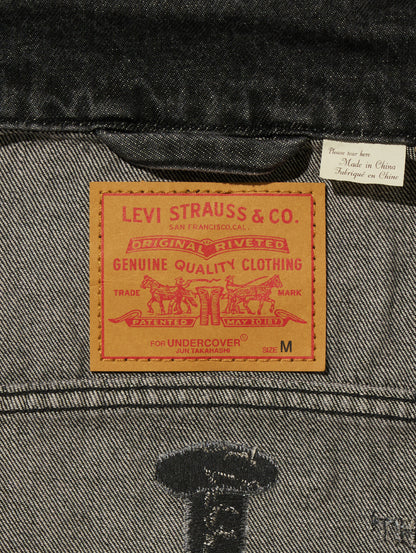 Please tear here
Made in China
Fabriqué en Chine
LEVI STRAUSS & CO.
SAN FRANCISCO, CAL.
ORIGINAL RIVETED
GENUINE QUALITY CLOTHING
TRADE MARK
PATENTED MAY 20 1873
FOR UNDERCOVER
JUN TAKAHASHI
SIZE M